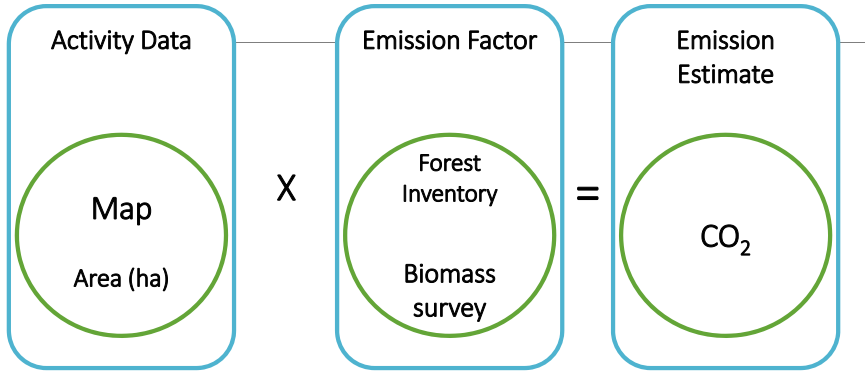 Activity Data
Map
Area (ha)
X
Emission Factor
Forest
Inventory
Biomass
survey
=
Emission
Estimate
CO₂